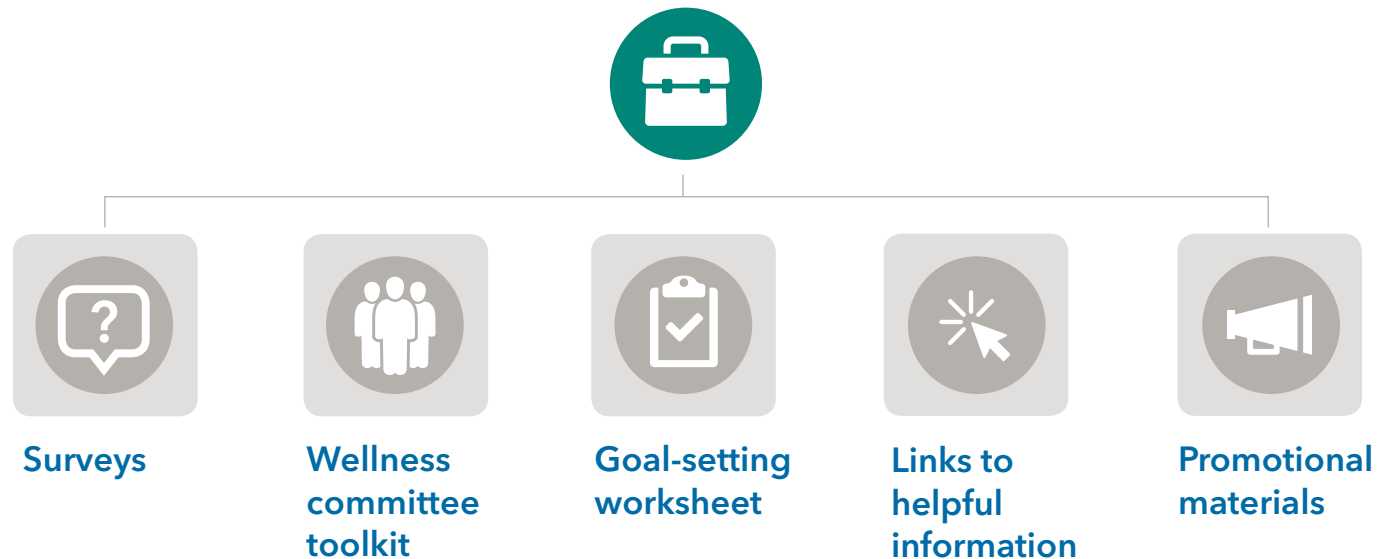 ?
Surveys
Wellness
committee
toolkit
Goal-setting
worksheet
Links to
helpful
information
Promotional
materials